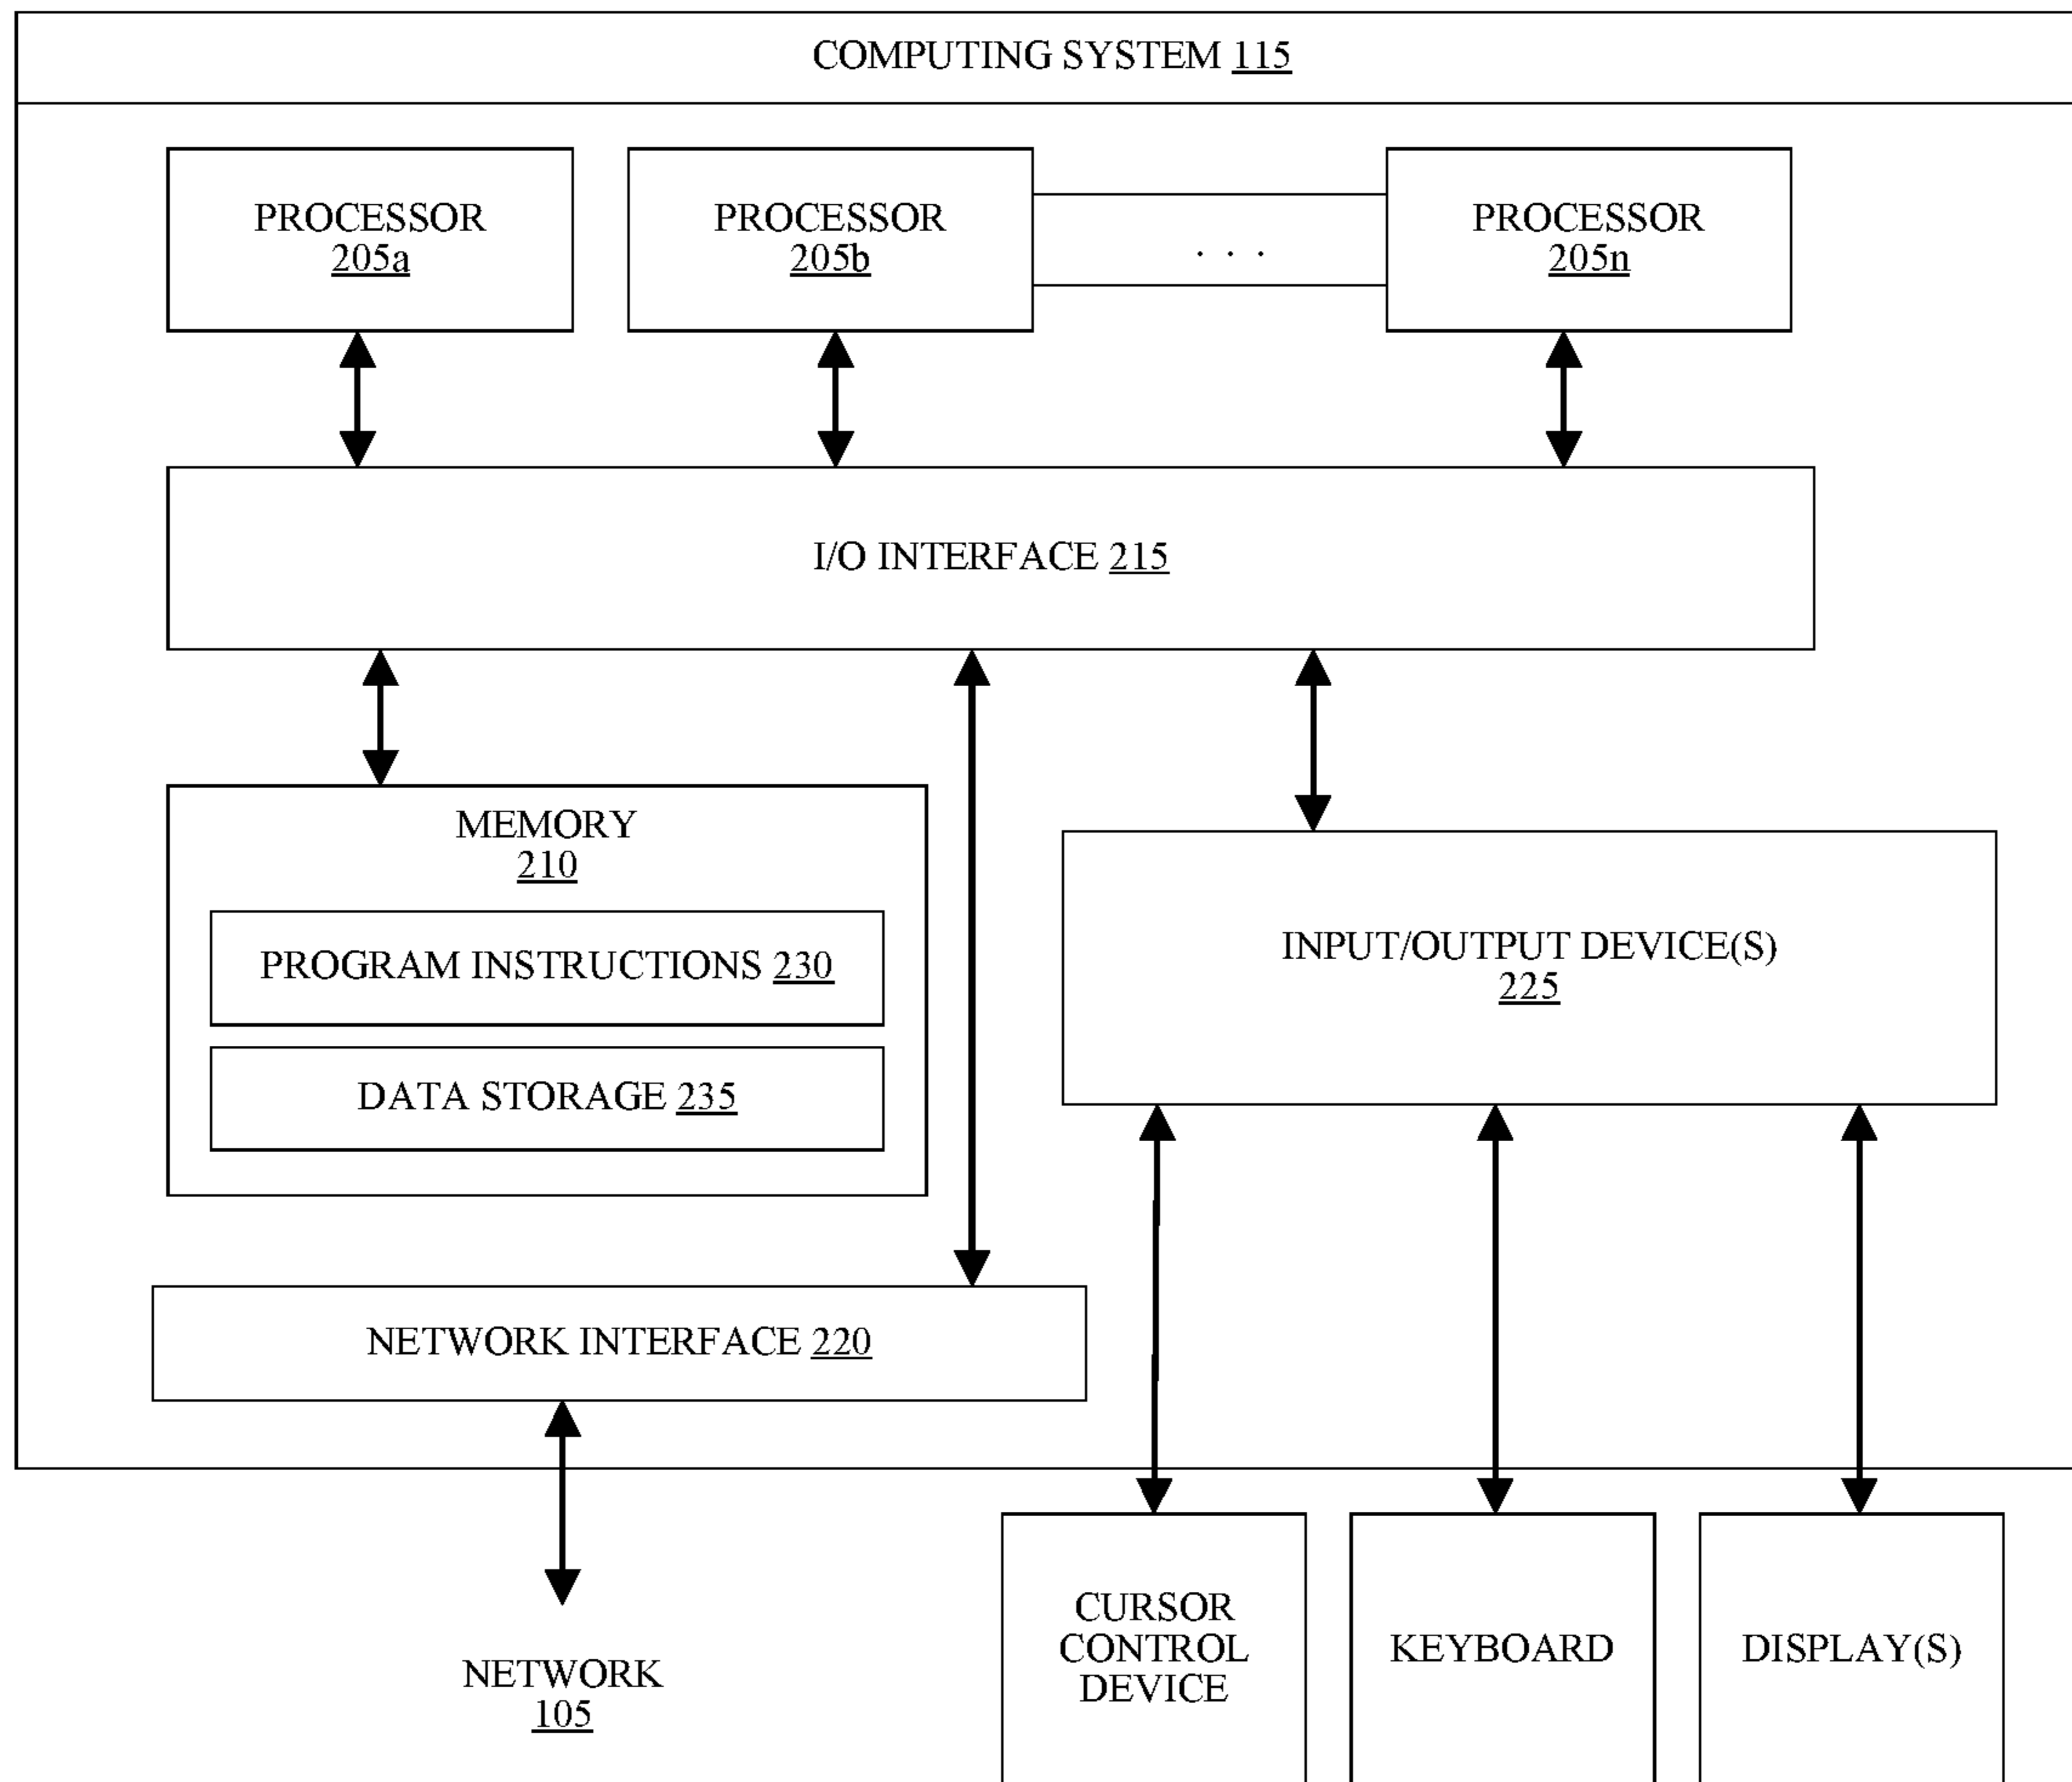 COMPUTING SYSTEM 115
PROCESSOR
205a
PROCESSOR
205b
. . .
PROCESSOR
205n
I/O INTERFACE 215
MEMORY
210
PROGRAM INSTRUCTIONS 230
DATA STORAGE 235
INPUT/OUTPUT DEVICE(S)
225
NETWORK INTERFACE 220
NETWORK
105
CURSOR
CONTROL
DEVICE
KEYBOARD
DISPLAY(S)